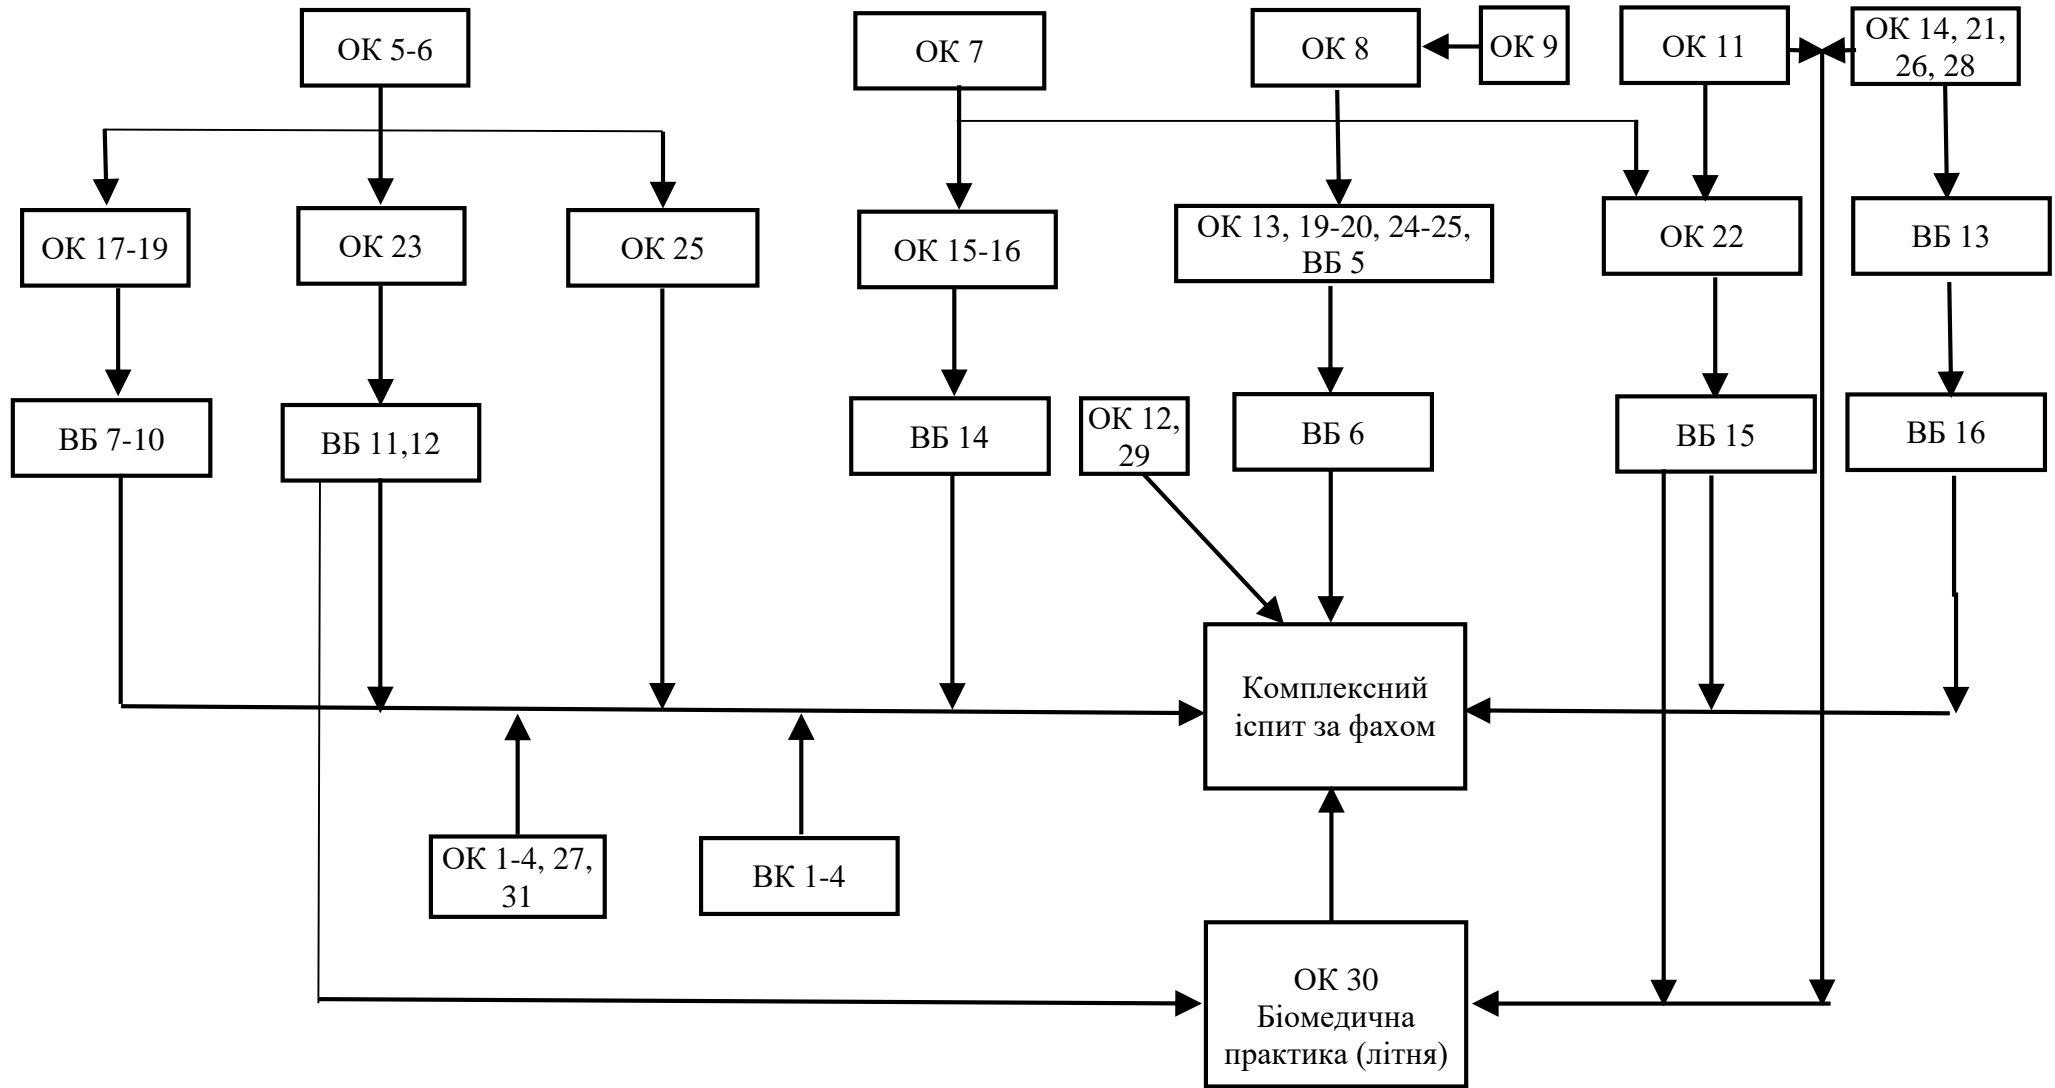 ОК 5-6
ОК 7
ОК 8
ОК 9
ОК 11
ОК 14, 21,
26, 28
ОК 17-19
ОК 23
ОК 25
ОК 15-16
ОК 13, 19-20, 24-25,
ВБ 5
ОК 22
ВБ 13
ВБ 7-10
ВБ 11,12
ВБ 14
ОК 12,
29
ВБ 6
ВБ 15
ВБ 16
Комплексний
іспит за фахом
ОК 1-4, 27,
31
ВК 1-4
ОК 30
Біомедична
практика (літня)